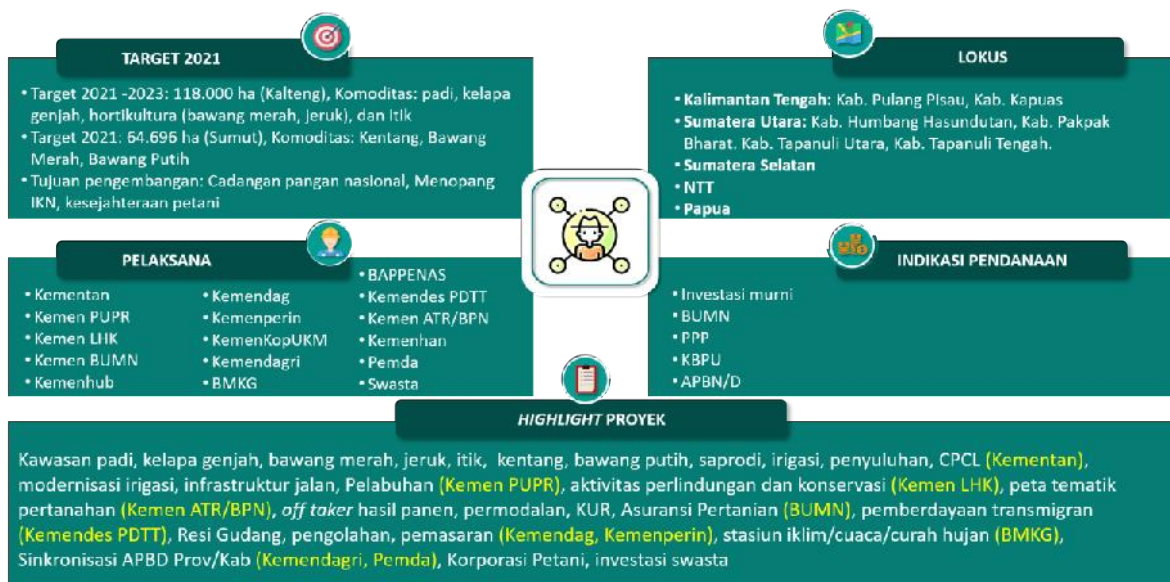 TARGET 2021
• Target 2021 -2023: 118.000 ha (Kalteng), Komoditas: padi, kelapa
genjah, hortikultura (bawang merah, jeruk), dan itik
• Target 2021: 64.696 ha (Sumut), Komoditas: Kentang, Bawang
Merah, Bawang Putih
• Tujuan pengembangan: Cadangan pangan nasional, Menopang
IKN, kesejahteraan petani
LOKUS
• Kalimantan Tengah: Kab. Pulang Pisau, Kab. Kapuas
• Sumatera Utara: Kab. Humbang Hasundutan, Kab. Pakpak
Bharat. Kab. Tapanuli Utara, Kab. Tapanuli Tengah.
• Sumatera Selatan
• NTT
• Papua
PELAKSANA
• Kementan
• Kemen PUPR
• Kemen LHK
• Kemen BUMN
• Kemenhub
• Kemendag
• Kemenperin
• KemenKopUKM
• Kemendagri
• BMKG
• BAPPENAS
• Kemendes PDTT
• Kemen ATR/BPN
• Kemenhan
• Pemda
• Swasta
INDIKASI PENDANAAN
• Investasi murni
• BUMN
• PPP
• KBPU
• APBN/D
HIGHLIGHT PROYEK
Kawasan padi, kelapa genjah, bawang merah, jeruk, itik, kentang, bawang putih, saprodi, irigasi, penyuluhan, CPCL (Kementan),
modernisasi irigasi, infrastruktur jalan, Pelabuhan (Kemen PUPR), aktivitas perlindungan dan konservasi (Kemen LHK), peta tematik
pertanahan (Kemen ATR/BPN), off taker hasil panen, permodalan, KUR, Asuransi Pertanian (BUMN), pemberdayaan transmigran
(Kemendes PDTT), Resi Gudang, pengolahan, pemasaran (Kemendag, Kemenperin), stasiun iklim/cuaca/curah hujan (BMKG),
Sinkronisasi APBD Prov/Kab (Kemendagri, Pemda), Korporasi Petani, investasi swasta